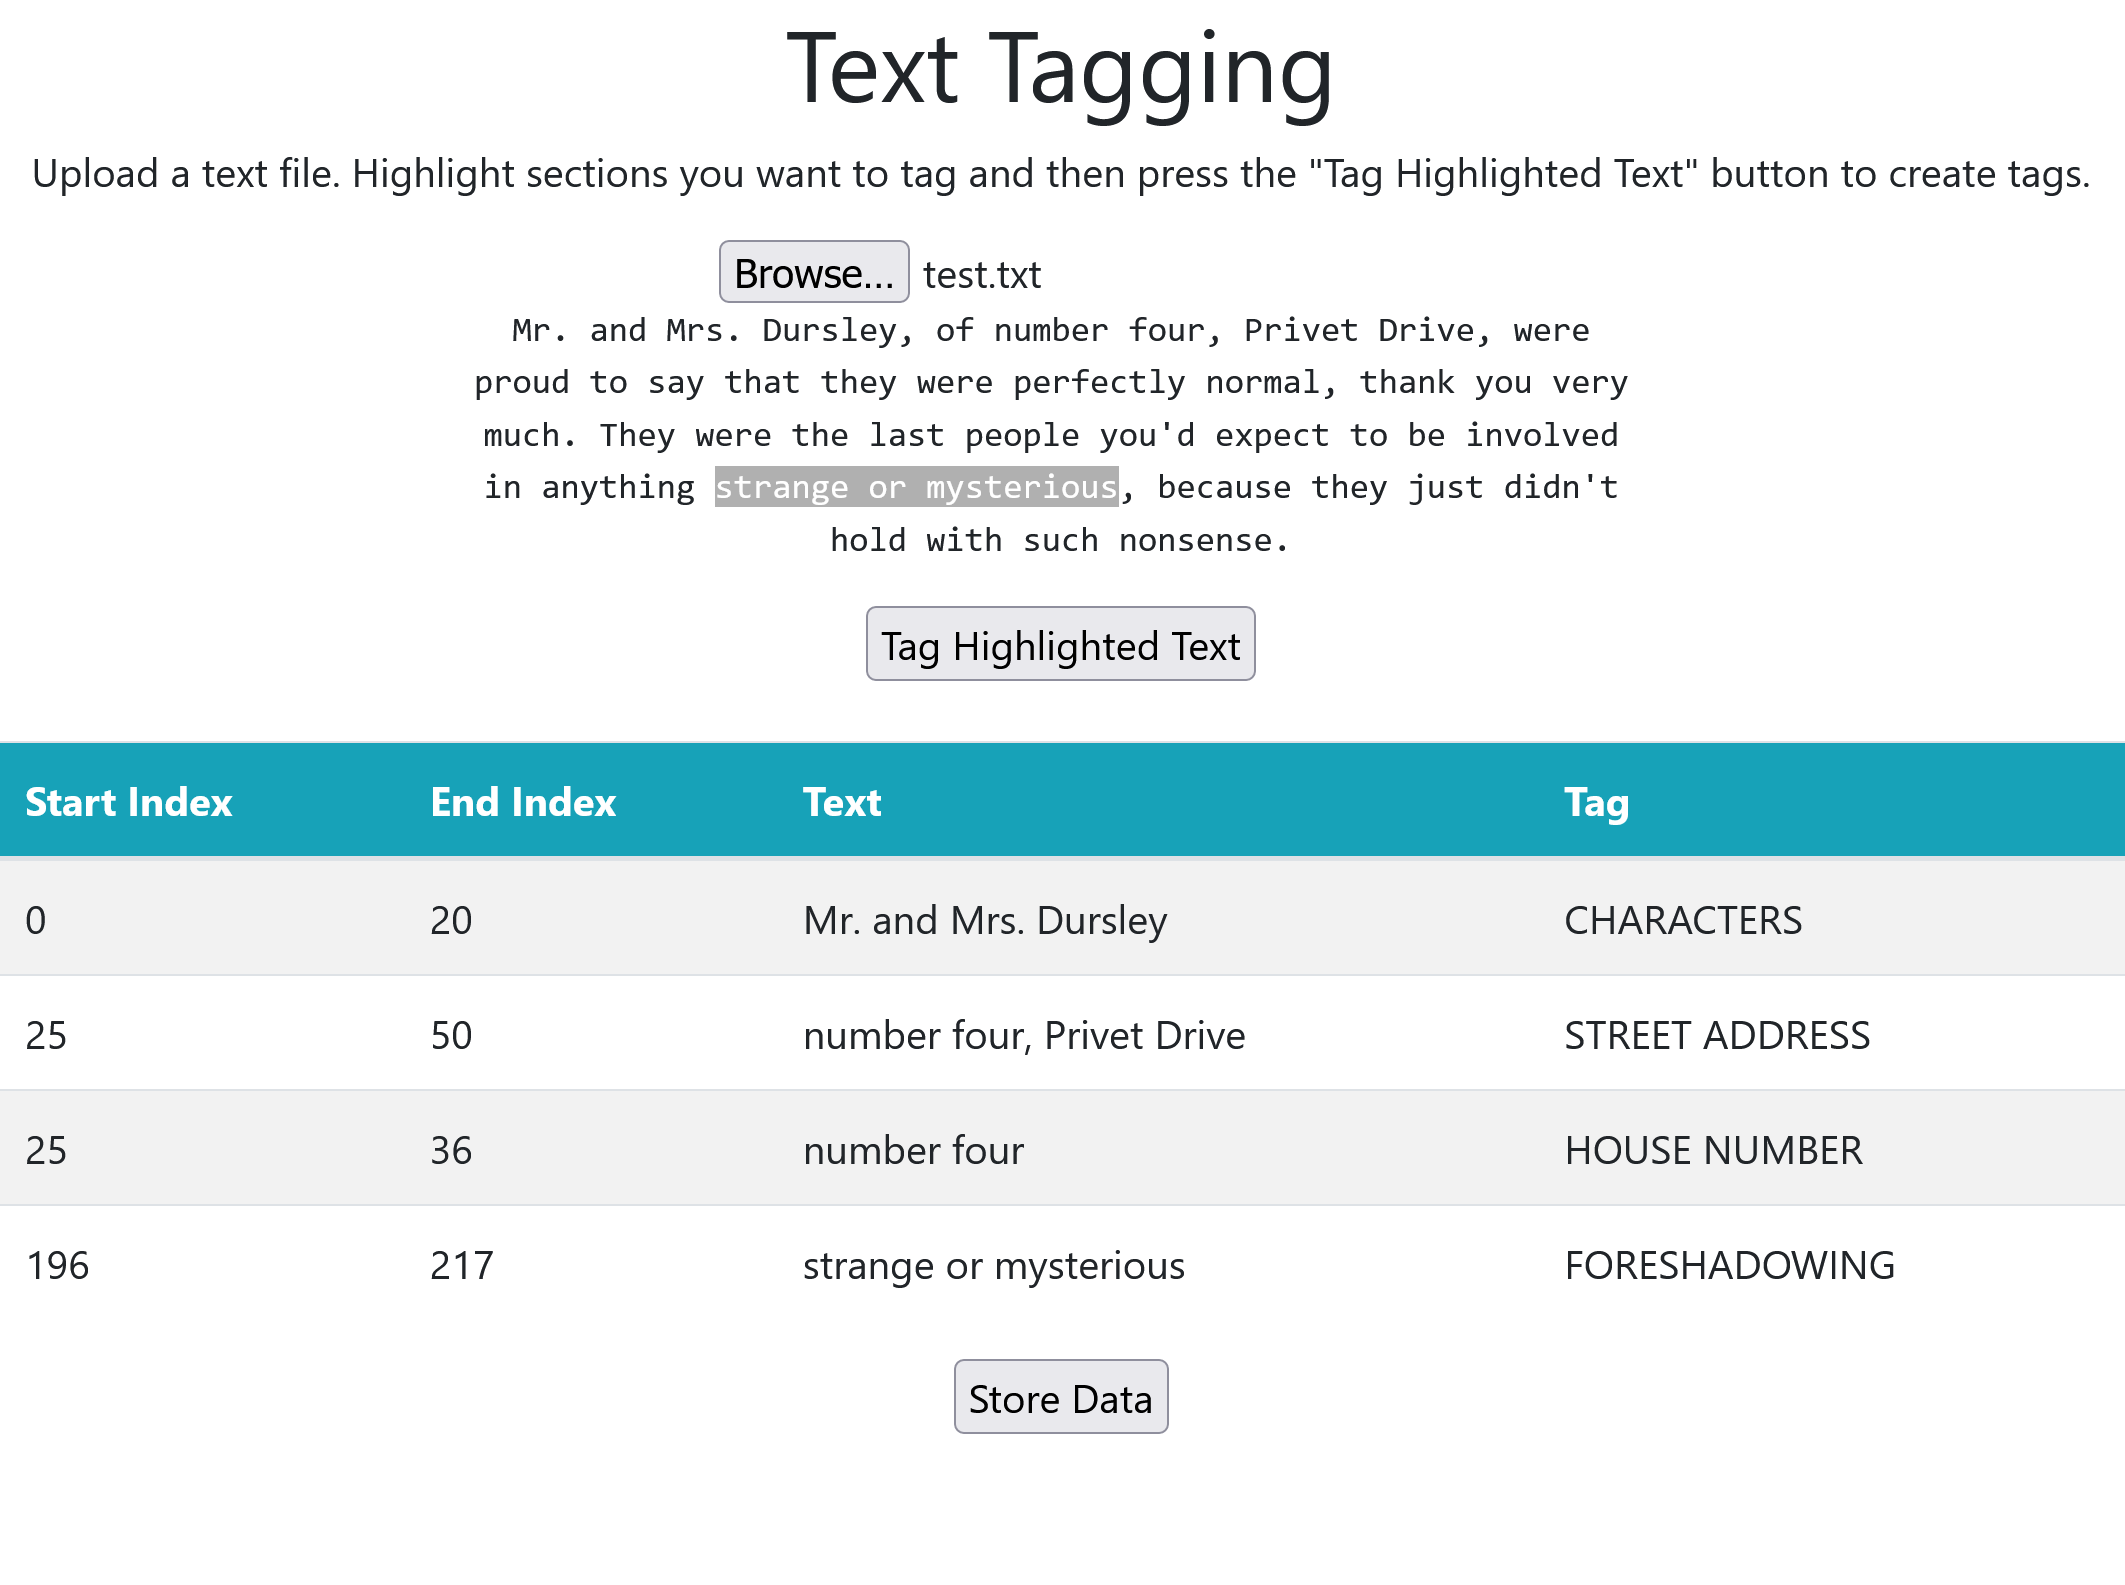 Text Tagging
Upload a text file. Highlight sections you want to tag and then press the "Tag Highlighted Text" button to create tags.
Browse... test.txt
Mr. and Mrs. Dursley, of number four, Privet Drive, were
proud to say that they were perfectly normal, thank you very
much. They were the last people you'd expect to be involved
in anything strange or mysterious, because they just didn't
hold with such nonsense.
Tag Highlighted Text
Start Index End Index Text Tag
0 20 Mr. and Mrs. Dursley CHARACTERS
25 50 number four, Privet Drive STREET ADDRESS
25 36 number four HOUSE NUMBER
196 217 strange or mysterious FORESHADOWING
Store Data